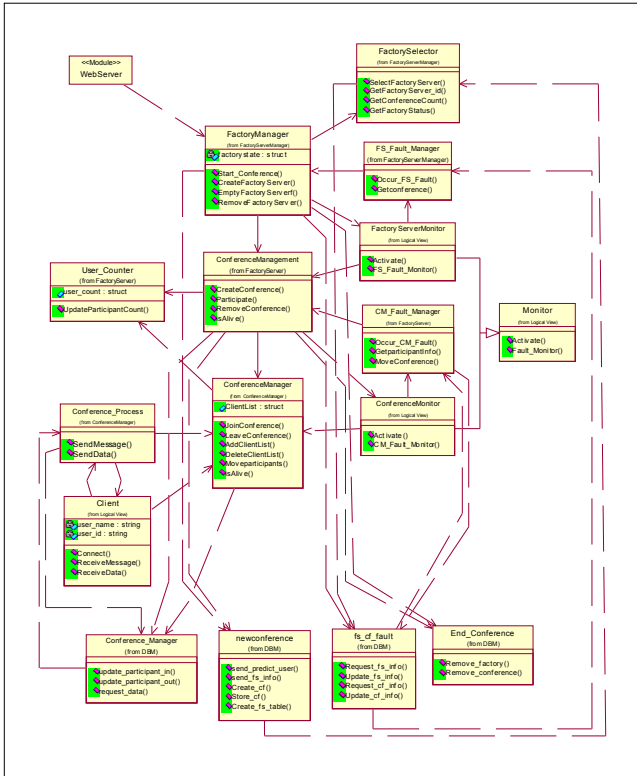 <<Module>>
WebServer
FactorySelector
(from FactoryServerManager)
SelectFactoryServer()
GetFactoryServer_id()
GetConferenceCount()
GetFactoryStatus()
FactoryManager
(from FactoryServerManager)
factorystate : struct
Start_Conference()
CreateFactoryServer()
EmptyFactoryServerf()
RemoveFactoryServer()
FS_Fault_Manager
(from FactoryServerManager)
Occur_FS_Fault()
Getconference()
FactoryServerMonitor
(from Logical View)
Activate()
FS_Fault_Monitor()
ConferenceManagement
(from FactoryServer)
CreateConference()
Participate()
RemoveConference()
isAlive()
User_Counter
(from FactoryServer)
user_count : struct
UpdateParticipantCount()
CM_Fault_Manager
(from FactoryServer)
Occur_CM_Fault()
GetparticipantInfo()
MoveConference()
Monitor
(from Logical View)
Activate()
Fault_Monitor()
ConferenceManager
(from ConferenceManager)
ClientList : struct
JoinConference()
LeaveConference()
AddClientList()
DeleteClientList()
Moveparticipants()
isAlive()
ConferenceMonitor
(from Logical View)
Activate()
CM_Fault_Monitor()
Conference_Process
(from ConferenceManager)
SendMessage()
SendData()
Client
(from Logical View)
user_name : string
user_id : string
Connect()
ReceiveMessage()
ReceiveData()
Conference_Manager
(from DBM)
update_participant_in()
update_participant_out()
request_data()
newconference
(from DBM)
send_predict_user()
send_fs_info()
Create_cf()
Store_cf()
Create_fs_table()
fs_cf_fault
(from DBM)
Request_fs_info()
Update_fs_info()
Request_cf_info()
Update_cf_info()
End_Conference
(from DBM)
Remove_factory()
Remove_conference()